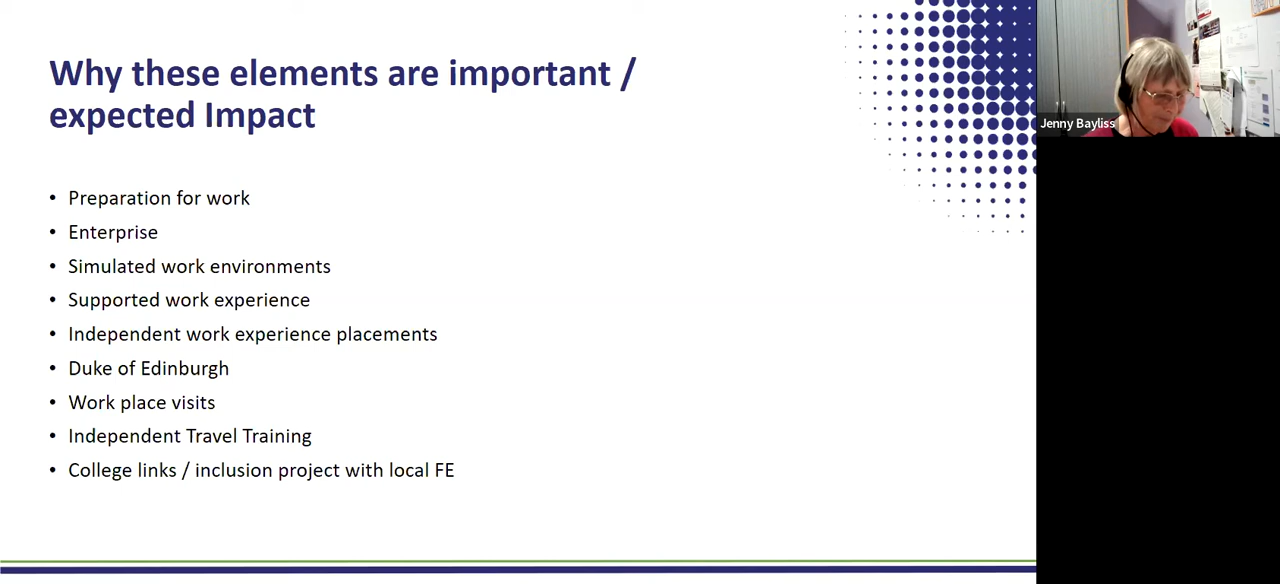 Why these elements are important /
expected Impact
• Preparation for work
• Enterprise
• Simulated work environments
• Supported work experience
• Independent work experience placements
• Duke of Edinburgh
• Work place visits
• Independent Travel Training
• College links / inclusion project with local FE
Jenny Bayliss